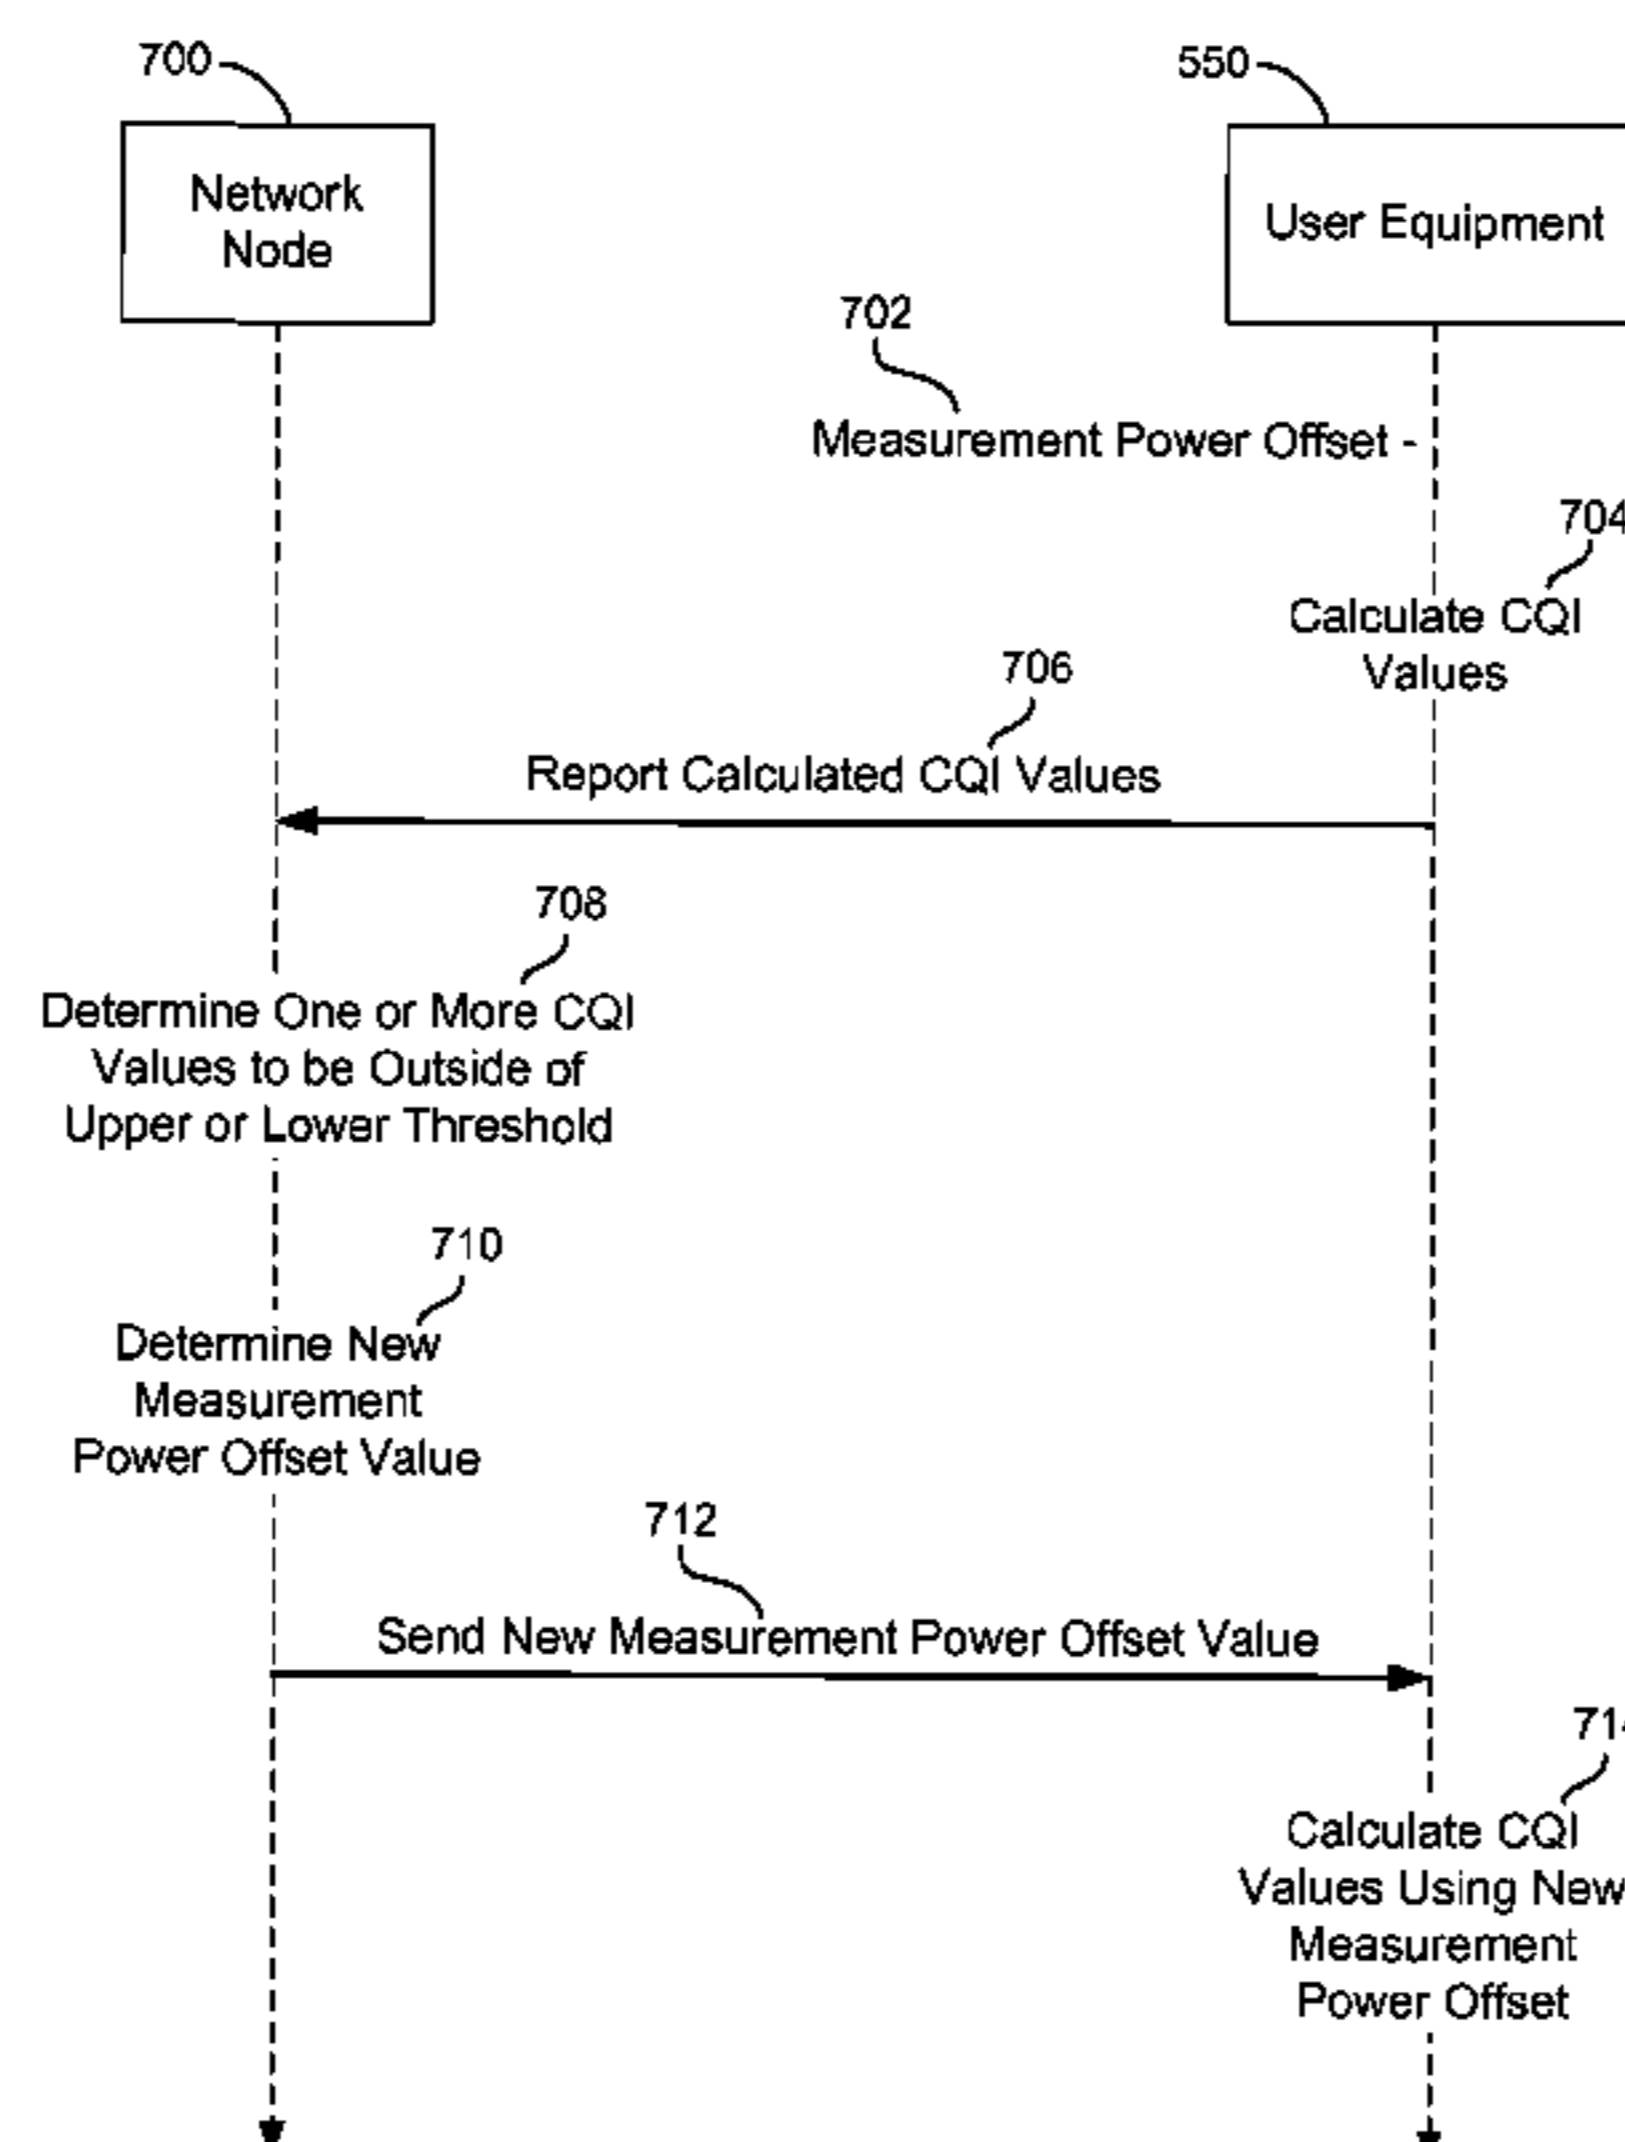 700
550
Network
Node
User Equipment
702
Measurement Power Offset -
704
Calculate CQI
Values
706
Report Calculated CQI Values
708
Determine One or More CQI
Values to be Outside of
Upper or Lower Threshold
710
Determine New
Measurement
Power Offset Value
712
Send New Measurement Power Offset Value
Calculate CQI
Values Using New
Measurement
Power Offset